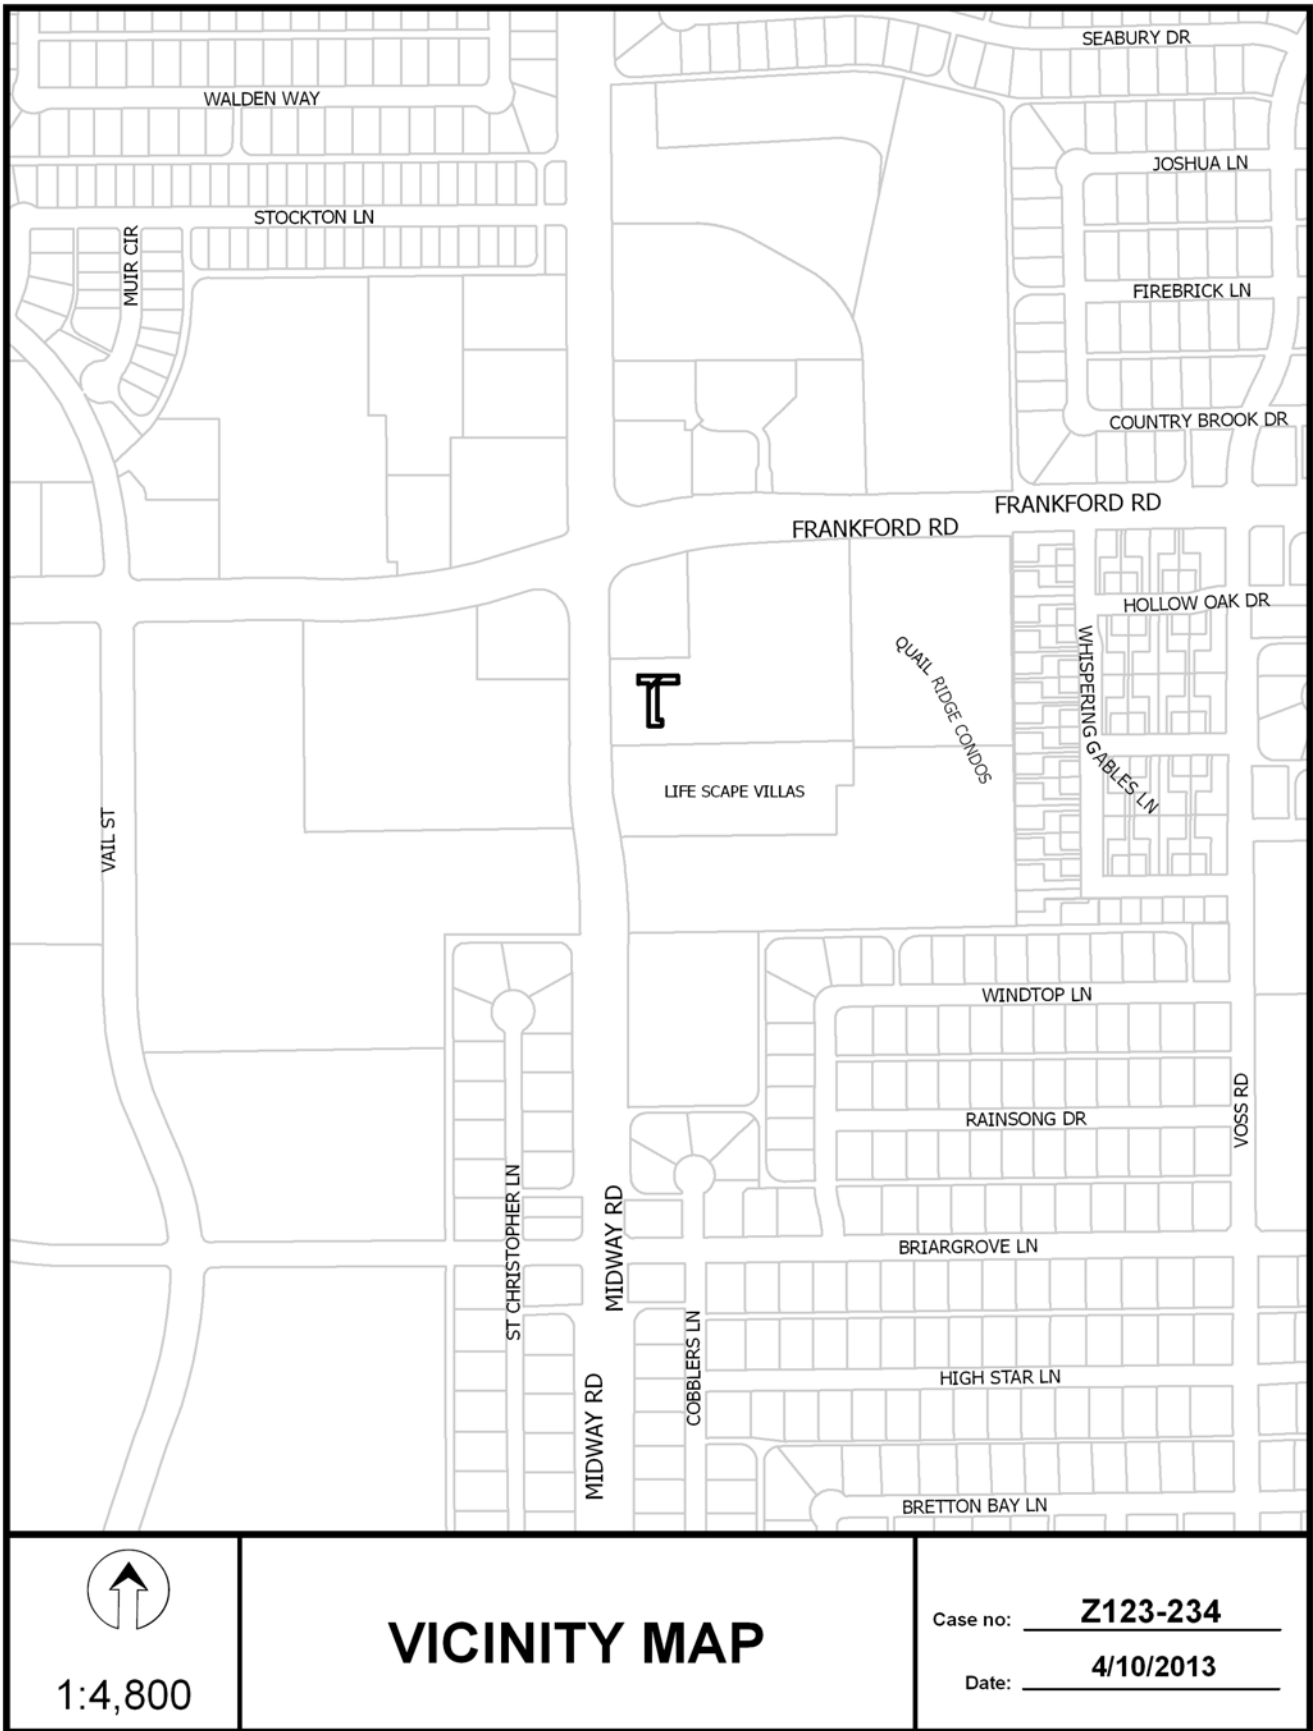 SEABURY DR
WALDEN WAY
JOSHUA LN
STOCKTON LN
MUIR CIR
FIREBRICK LN
COUNTRY BROOK DR
FRANKFORD RD
FRANKFORD RD
HOLLOW OAK DR
WHISPERING GABLES LN
QUAIL RIDGE CONDOS
LIFE SCAPE VILLAS
VAIL ST
WINDTOP LN
VOSS RD
RAINSONG DR
ST CHRISTOPHER LN
MIDWAY RD
BRIARGROVE LN
COBBLERS LN
HIGH STAR LN
MIDWAY RD
BRETTON BAY LN
1:4,800
VICINITY MAP
Case no: Z123-234
Date: 4/10/2013